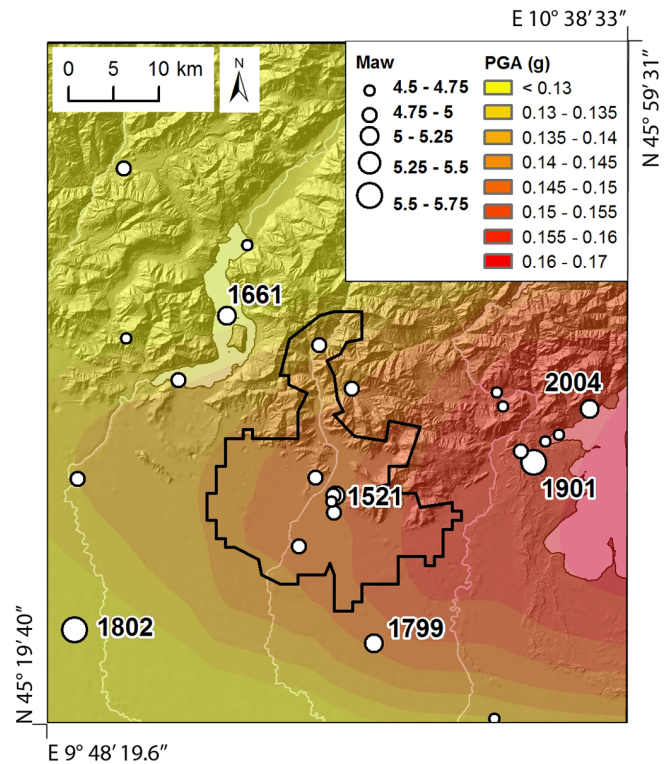 E 10° 38′ 33″
N 45° 59′ 31″
0 5 10 km
N
Maw
4.5 - 4.75
4.75 - 5
5 - 5.25
5.25 - 5.5
5.5 - 5.75
PGA (g)
< 0.13
0.13 - 0.135
0.135 - 0.14
0.14 - 0.145
0.145 - 0.15
0.15 - 0.155
0.155 - 0.16
0.16 - 0.17
1661
2004
1901
1521
1802
1799
N 45° 19′ 40″
E 9° 48′ 19.6″